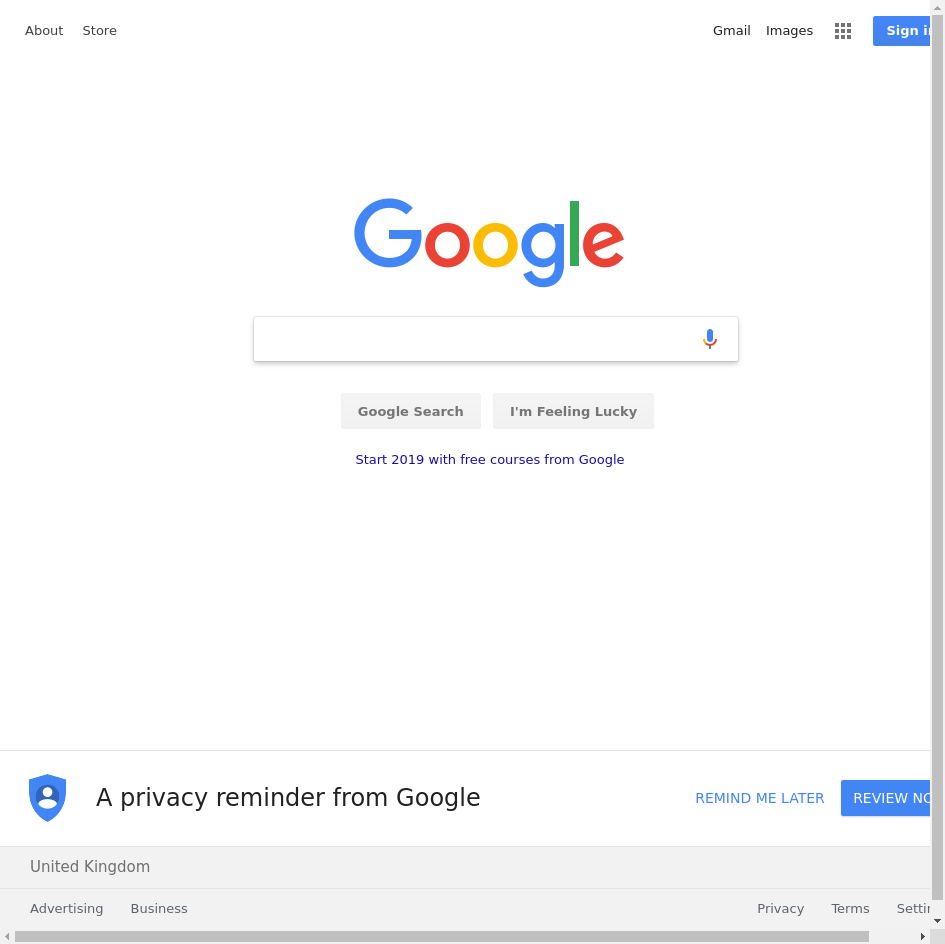 About Store Gmail Images Sign i
Google
Google Search I'm Feeling Lucky
Start 2019 with free courses from Google
A privacy reminder from Google REMIND ME LATER REVIEW NO
United Kingdom
Advertising Business Privacy Terms Settin